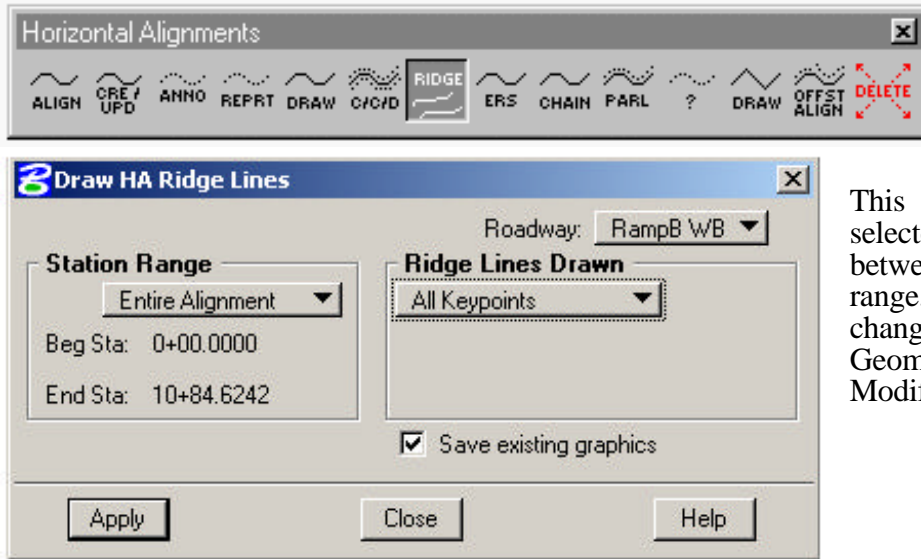 Horizontal Alignments
ALIGN CRE/UPD ANNO REPRT DRAW C/C/D RIDGE ERS CHAIN PARL ? DRAW OFFST ALIGN DELETE
Draw HA Ridge Lines
Roadway: RampB WB
Station Range
Entire Alignment
Beg Sta: 0+00.0000
End Sta: 10+84.6242
Ridge Lines Drawn
All Keypoints
Save existing graphics
Apply Close Help
This
select
betwe
range
chang
Geom
Modif